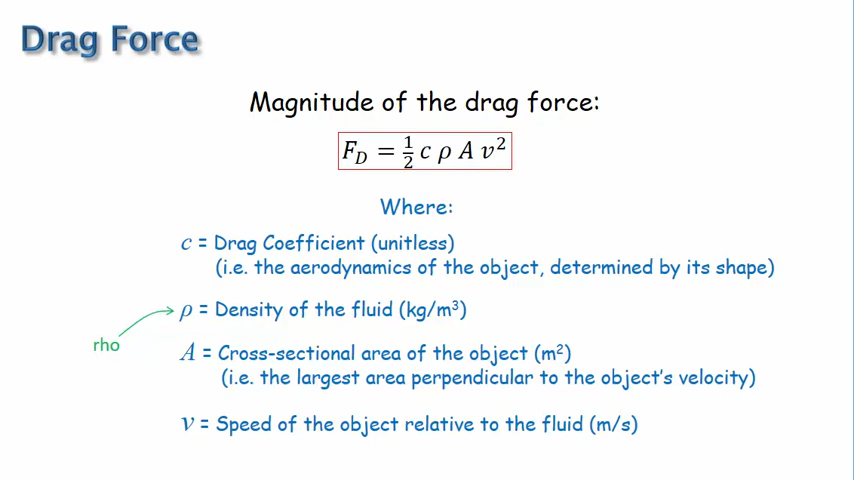 Drag Force
Magnitude of the drag force:
F_D = ½ c ρ A v²
Where:
c = Drag Coefficient (unitless)
(i.e. the aerodynamics of the object, determined by its shape)
ρ = Density of the fluid (kg/m³)
rho
A = Cross-sectional area of the object (m²)
(i.e. the largest area perpendicular to the object's velocity)
v = Speed of the object relative to the fluid (m/s)